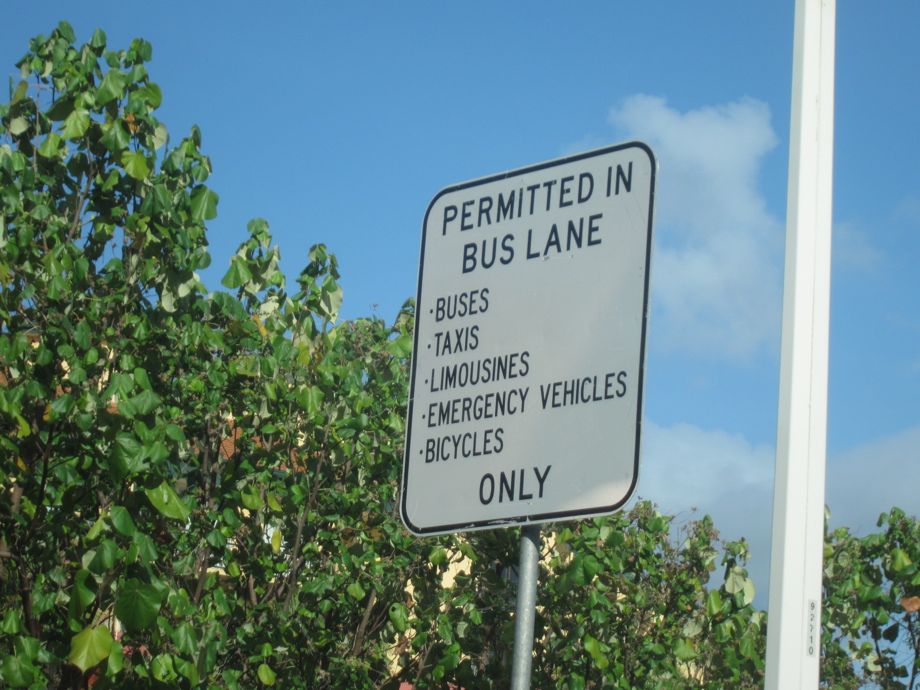 PERMITTED IN
BUS LANE
·BUSES
·TAXIS
·LIMOUSINES
·EMERGENCY VEHICLES
·BICYCLES
ONLY